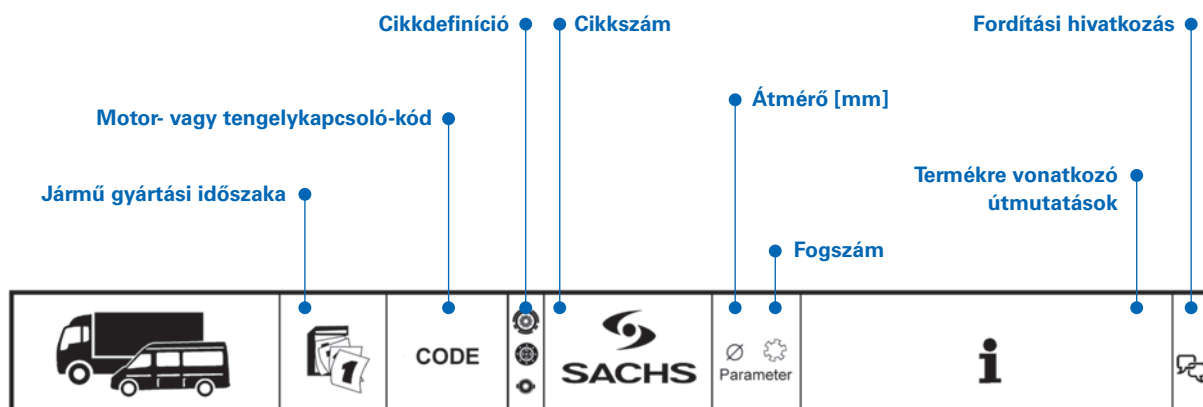 Cikkdefiníció
Cikkszám
Fordítási hivatkozás
Átmérő [mm]
Motor- vagy tengelykapcsoló-kód
Termékre vonatkozó
útmutatások
Jármű gyártási időszaka
Fogszám
1
CODE
SACHS
Ø
Parameter
i